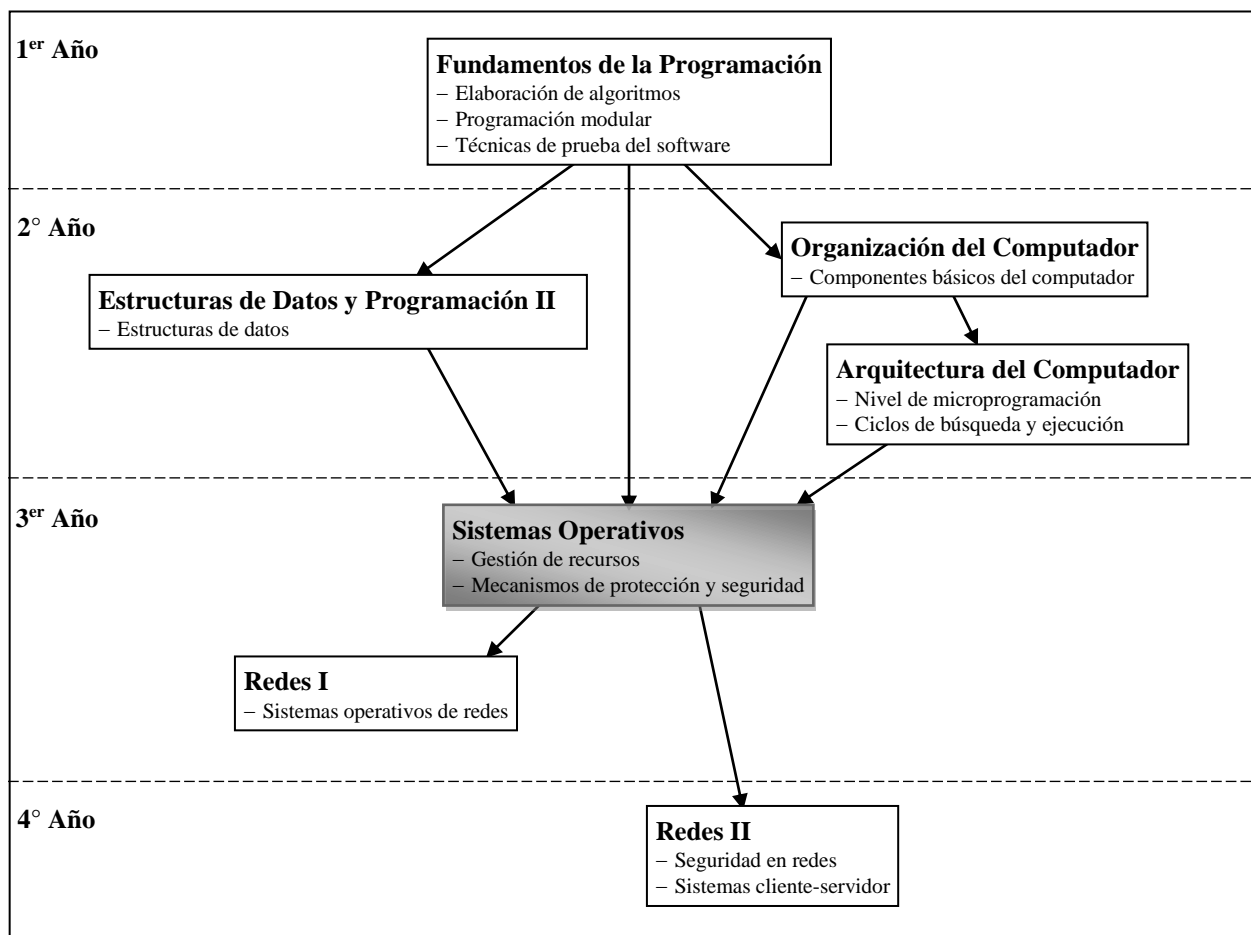 1er Año
Fundamentos de la Programación
– Elaboración de algoritmos
– Programación modular
– Técnicas de prueba del software
2° Año
Organización del Computador
– Componentes básicos del computador
Estructuras de Datos y Programación II
– Estructuras de datos
Arquitectura del Computador
– Nivel de microprogramación
– Ciclos de búsqueda y ejecución
3er Año
Sistemas Operativos
– Gestión de recursos
– Mecanismos de protección y seguridad
Redes I
– Sistemas operativos de redes
4° Año
Redes II
– Seguridad en redes
– Sistemas cliente-servidor